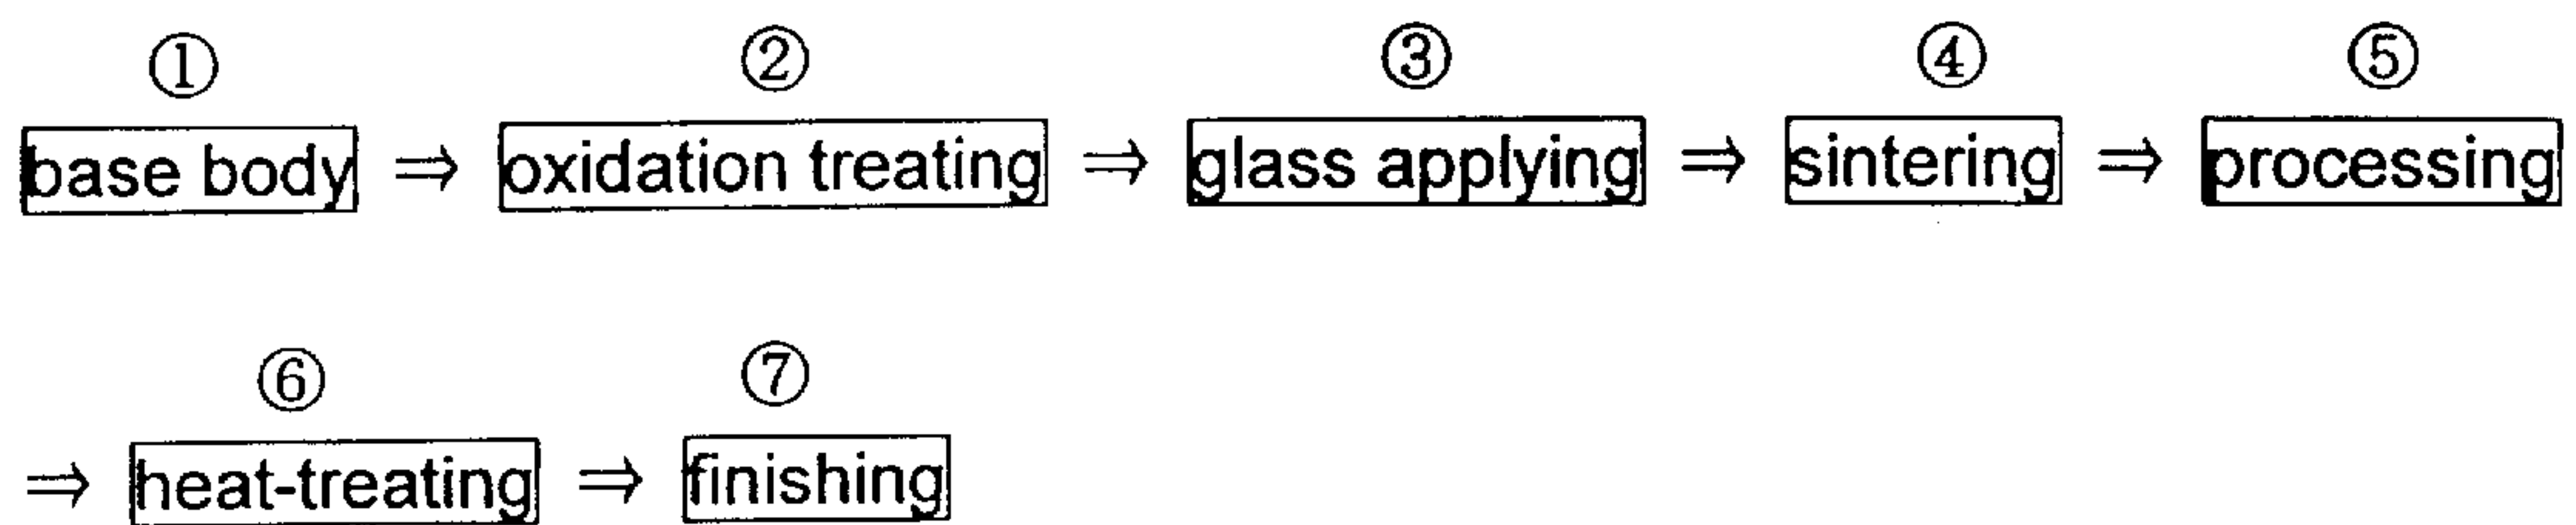 ① ② ③ ④ ⑤
base body ⇒ oxidation treating ⇒ glass applying ⇒ sintering ⇒ processing
⑥ ⑦
⇒ heat-treating ⇒ finishing